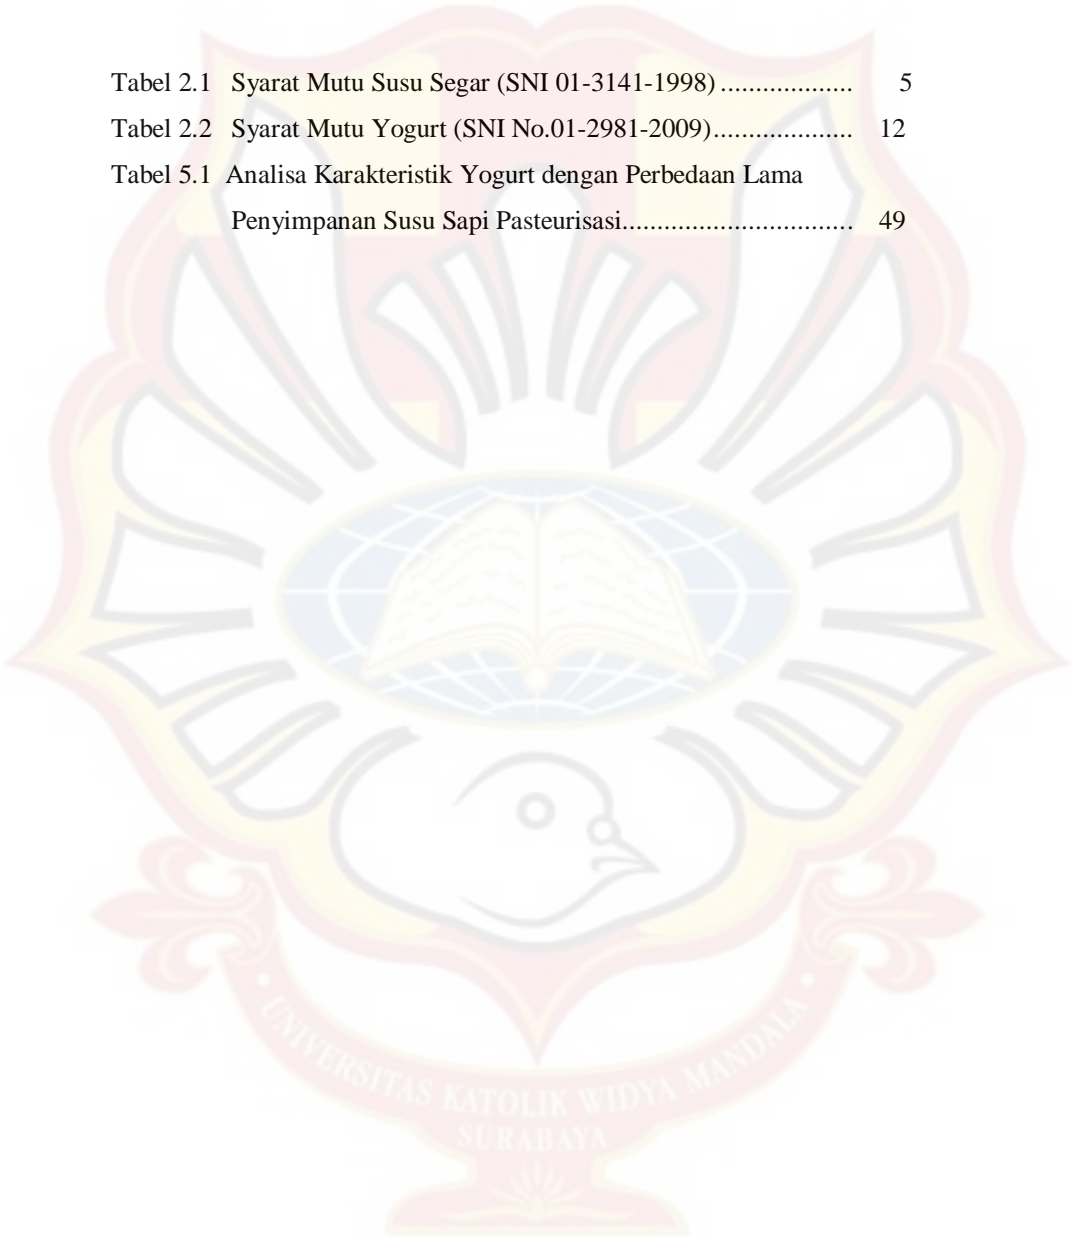 Tabel 2.1 Syarat Mutu Susu Segar (SNI 01-3141-1998) ................... 5
Tabel 2.2 Syarat Mutu Yogurt (SNI No.01-2981-2009).................... 12
Tabel 5.1 Analisa Karakteristik Yogurt dengan Perbedaan Lama
Penyimpanan Susu Sapi Pasteurisasi................................. 49
UNIVERSITAS KATOLIK WIDYA MANDALA
SURABAYA